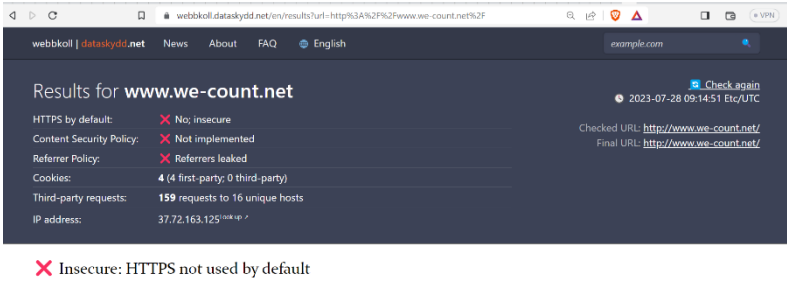 webbkoll.dataskydd.net/en/results?url=http%3A%2F%2Fwww.we-count.net%2F
VPN
webbkoll | dataskydd.net News About FAQ English example.com
Results for www.we-count.net
Check again
2023-07-28 09:14:51 Etc/UTC
HTTPS by default: No; insecure
Content Security Policy: Not implemented
Checked URL: http://www.we-count.net/
Referrer Policy: Referrers leaked
Final URL: http://www.we-count.net/
Cookies: 4 (4 first-party; 0 third-party)
Third-party requests: 159 requests to 16 unique hosts
IP address: 37.72.163.125 look up ↗
Insecure: HTTPS not used by default